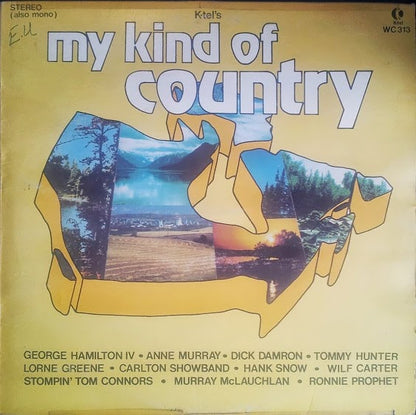 STEREO
(also mono)
E.U
K-tel's
K-tel
WC 313
my kind of
country
GEORGE HAMILTON IV • ANNE MURRAY • DICK DAMRON • TOMMY HUNTER
LORNE GREENE • CARLTON SHOWBAND • HANK SNOW • WILF CARTER
STOMPIN' TOM CONNORS • MURRAY McLAUCHLAN • RONNIE PROPHET